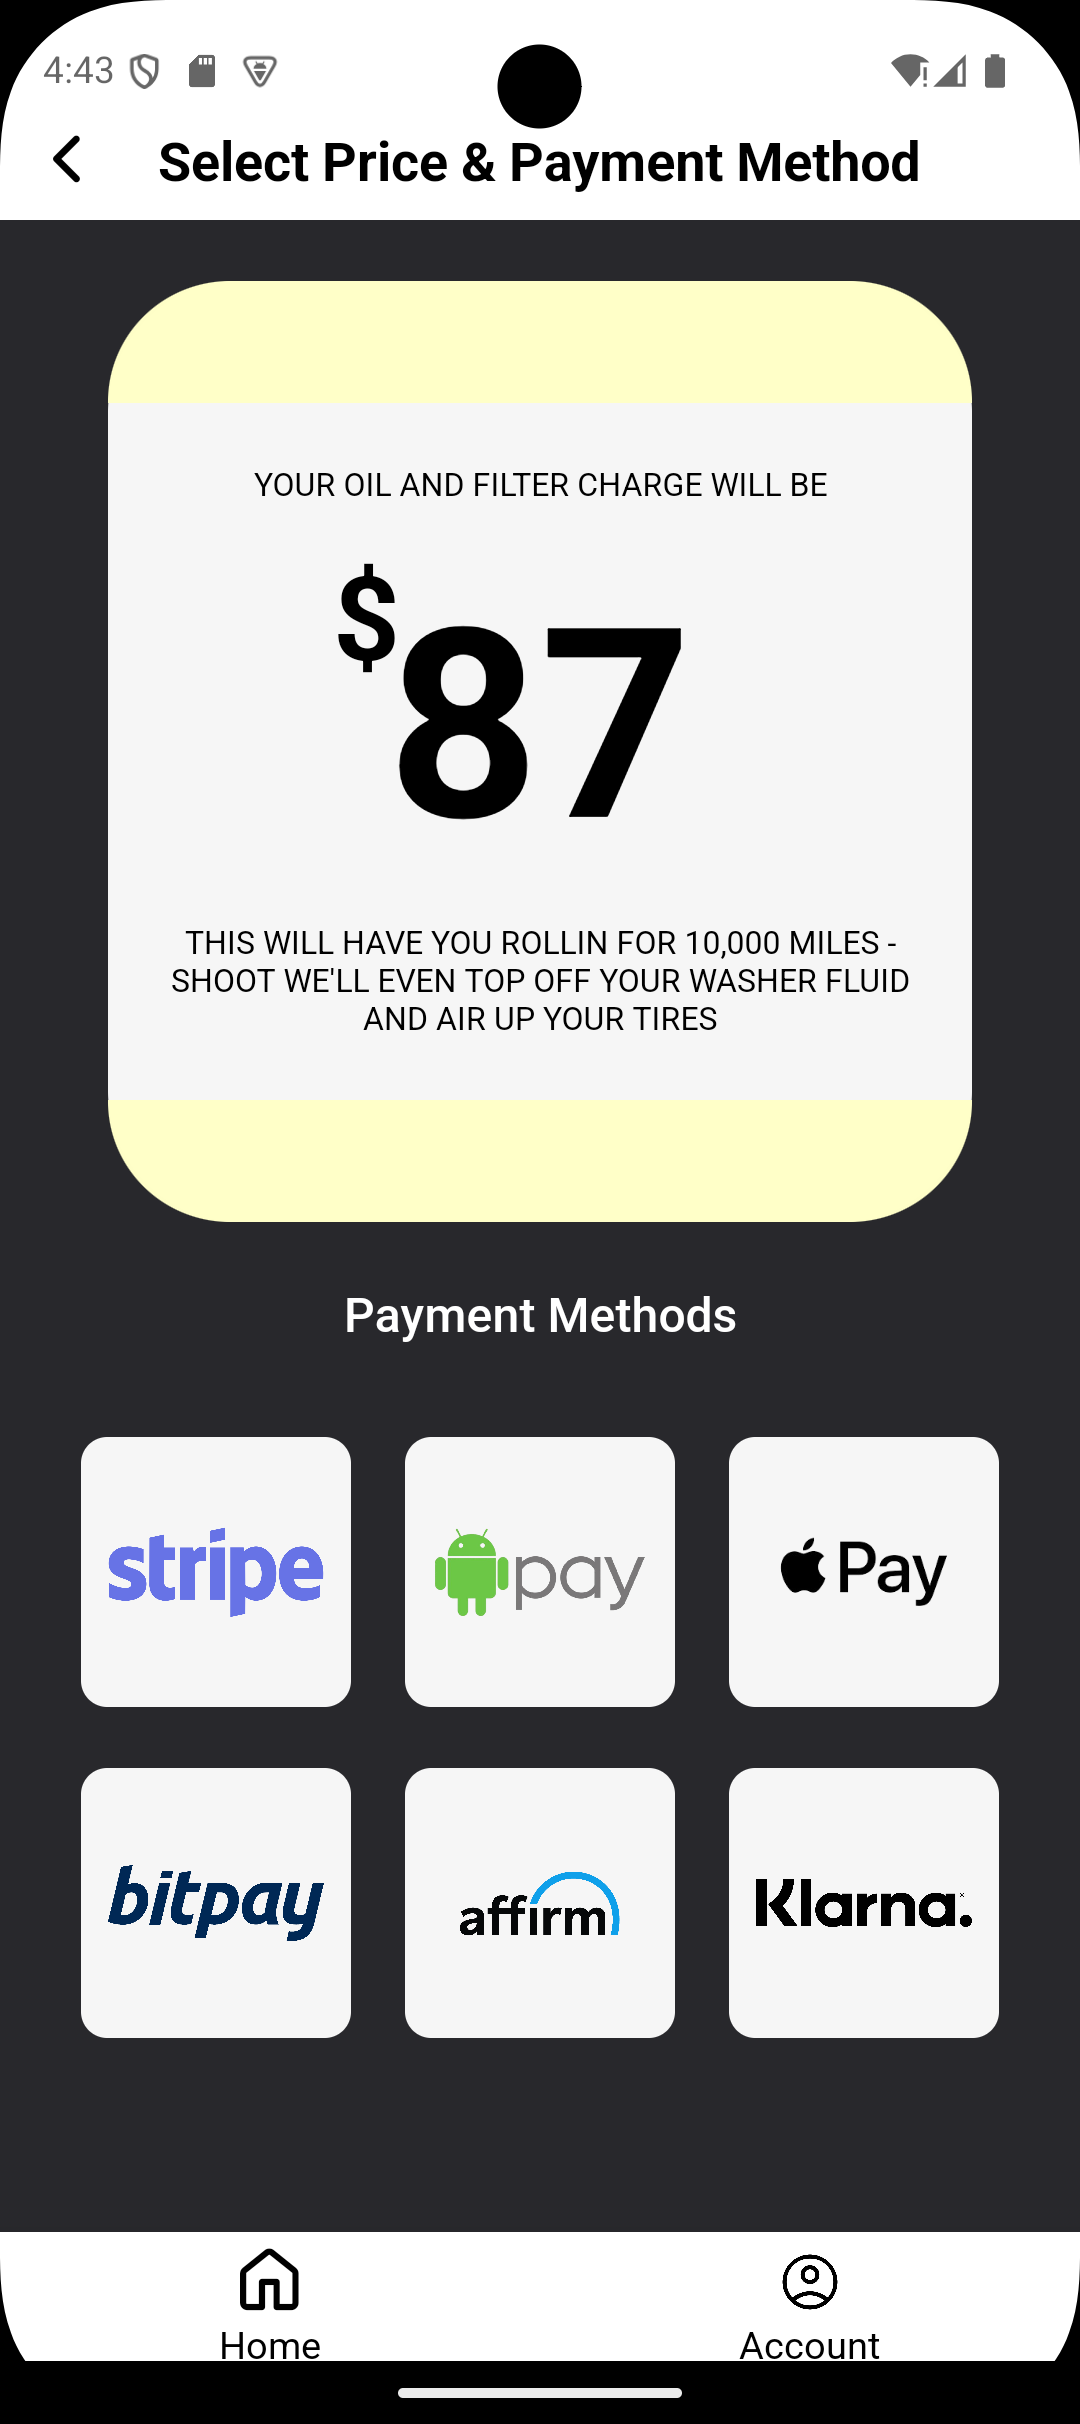 4:43
Select Price & Payment Method
YOUR OIL AND FILTER CHARGE WILL BE
$87
THIS WILL HAVE YOU ROLLIN FOR 10,000 MILES -
SHOOT WE'LL EVEN TOP OFF YOUR WASHER FLUID
AND AIR UP YOUR TIRES
Payment Methods
stripe
pay
Pay
bitpay
affirm
Klarna.
Home
Account